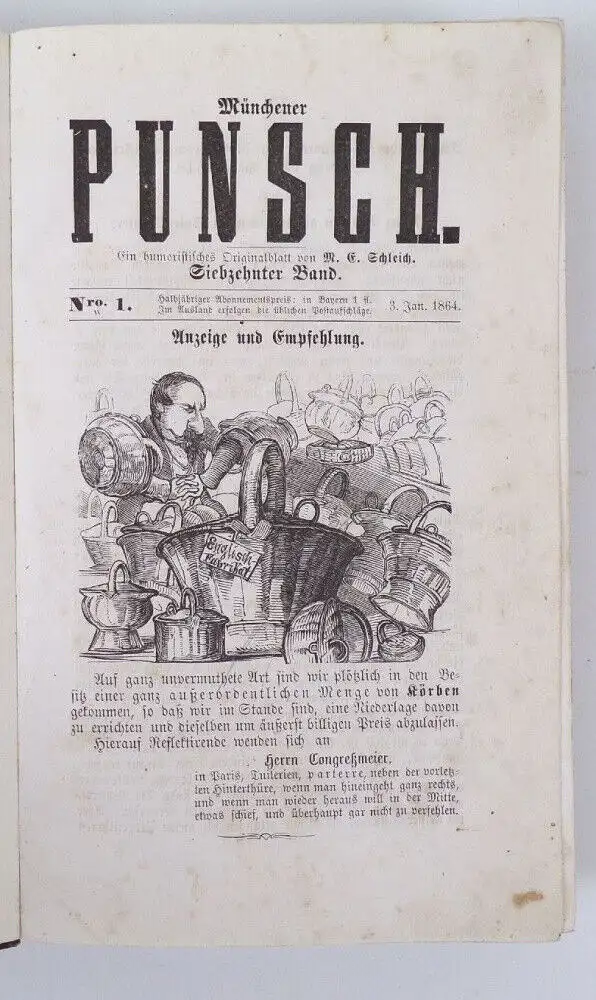 Münchener
PUNSCH.
Ein humoristisches Originalblatt von M. E. Schleich.
Siebzehnter Band.
Nro. 1.
Halbjähriger Abonnementspreis: in Bayern 1 fl.
Im Ausland erfolgen die üblichen Postaufschläge.
3. Jan. 1864.
Anzeige und Empfehlung.
Englisch
Fabrikat
Auf ganz unvermuthete Art sind wir plötzlich in den Be-
sitz einer ganz außerordentlichen Menge von Körben
gekommen, so daß wir im Stande sind, eine Niederlage davon
zu errichten und dieselben um äußerst billigen Preis abzulassen.
Hierauf Reflektirende wenden sich an
Herrn Congreßmeier,
in Paris, Tuilerien, parterre, neben der vorletz-
ten Hinterthüre, wenn man hineingeht ganz rechts,
und wenn man wieder heraus will in der Mitte,
etwas schief, und überhaupt gar nicht zu verfehlen.